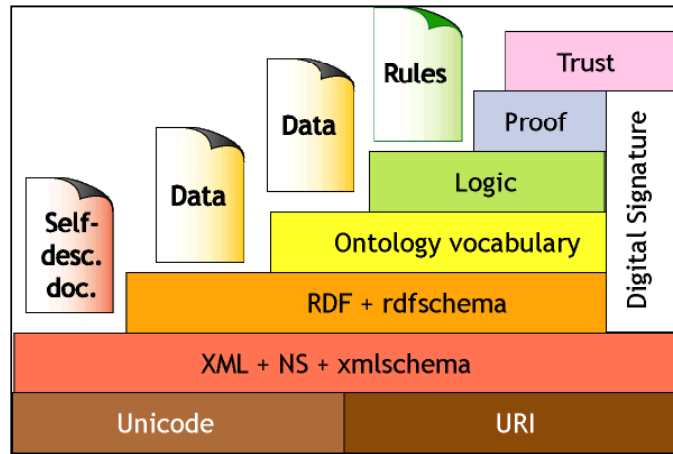 Rules
Trust
Data
Proof
Data
Logic
Self-
desc.
doc.
Ontology vocabulary
Digital Signature
RDF + rdfschema
XML + NS + xmlschema
Unicode
URI